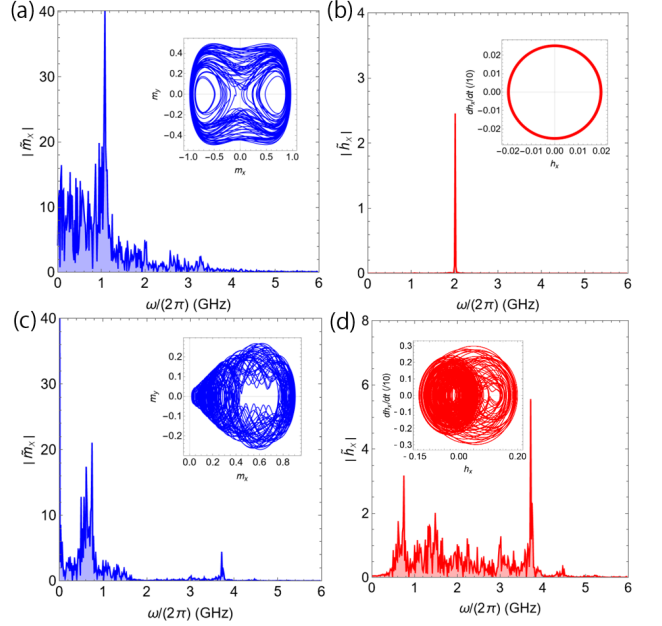 (a)
40
30
20
10
0
| m̃ₓ |
0 1 2 3 4 5 6
ω/(2π) (GHz)
0.4
0.2
0.0
-0.2
-0.4
m_y
-1.0 -0.5 0.0 0.5 1.0
mₓ
(b)
4
3
2
1
0
| h̃ₓ |
0 1 2 3 4 5 6
ω/(2π) (GHz)
0.02
0.01
0.00
-0.01
-0.02
dhₓ/dt (/10)
-0.02 -0.01 0.00 0.01 0.02
hₓ
(c)
40
30
20
10
0
| m̃ₓ |
0 1 2 3 4 5 6
ω/(2π) (GHz)
0.2
0.1
0.0
-0.1
-0.2
m_y
0.0 0.2 0.4 0.6 0.8
mₓ
(d)
8
6
4
2
0
| h̃ₓ |
0 1 2 3 4 5 6
ω/(2π) (GHz)
0.3
0.2
0.1
0.0
- 0.1
- 0.2
- 0.3
dhₓ/dt (/10)
-0.15 0.00 0.20
hₓ